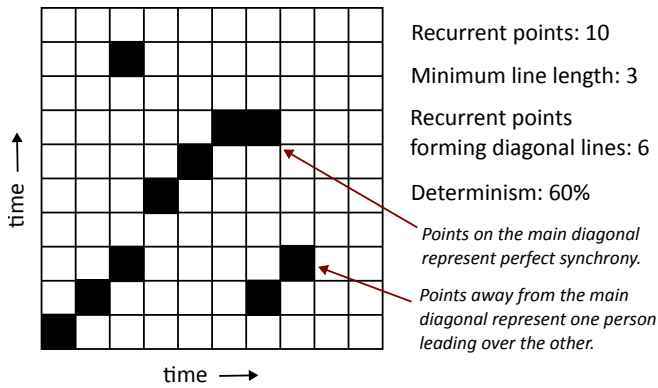 Recurrent points: 10
Minimum line length: 3
Recurrent points
forming diagonal lines: 6
Determinism: 60%
Points on the main diagonal
represent perfect synchrony.
Points away from the main
diagonal represent one person
leading over the other.
time
time